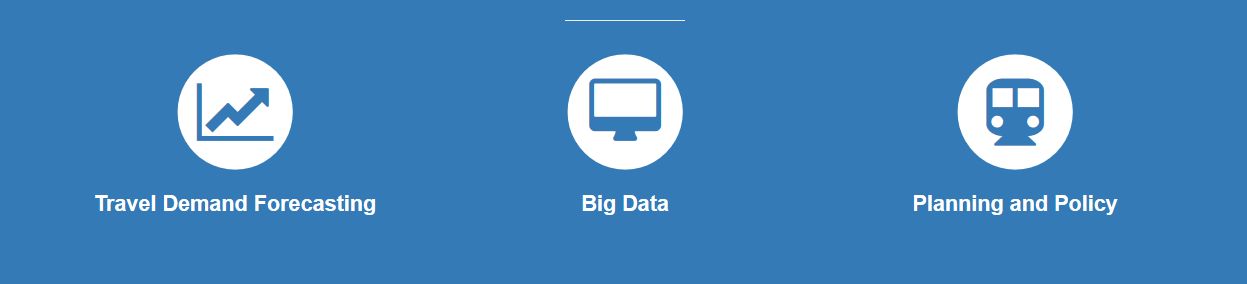 Travel Demand Forecasting
Big Data
Planning and Policy